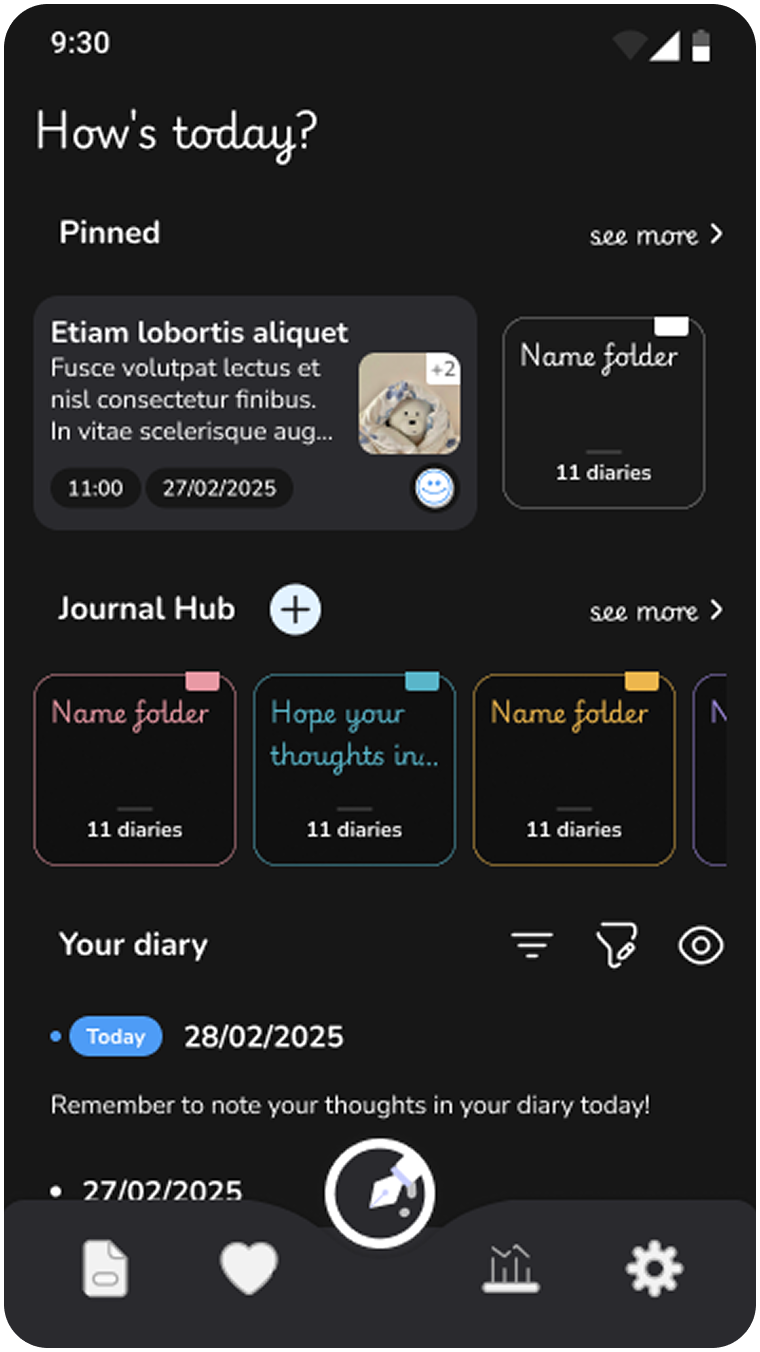 9:30
How's today?
Pinned
see more
Etiam lobortis aliquet
Fusce volutpat lectus et
nisl consectetur finibus.
In vitae scelerisque aug...
+2
11:00
27/02/2025
Name folder
11 diaries
Journal Hub
see more
Name folder
11 diaries
Hope your
thoughts in...
11 diaries
Name folder
11 diaries
N
Your diary
Today
28/02/2025
Remember to note your thoughts in your diary today!
27/02/2025